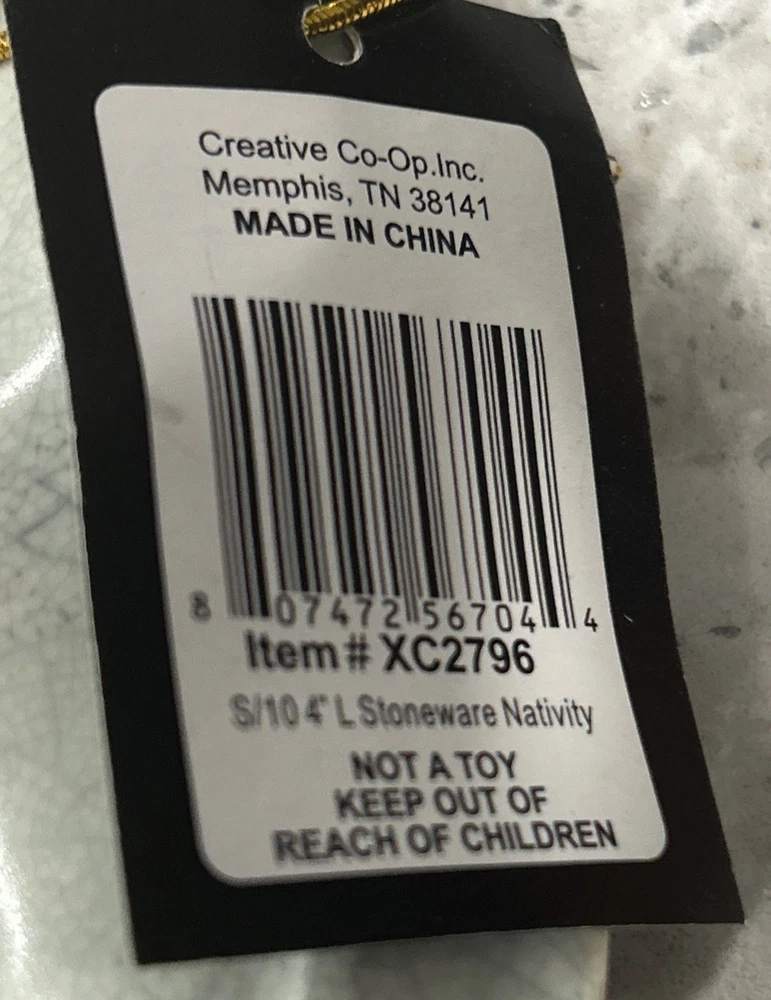 Creative Co-Op.Inc.
Memphis, TN 38141
MADE IN CHINA
8 07472 56704 4
Item# XC2796
S/10 4" L Stoneware Nativity
NOT A TOY
KEEP OUT OF
REACH OF CHILDREN